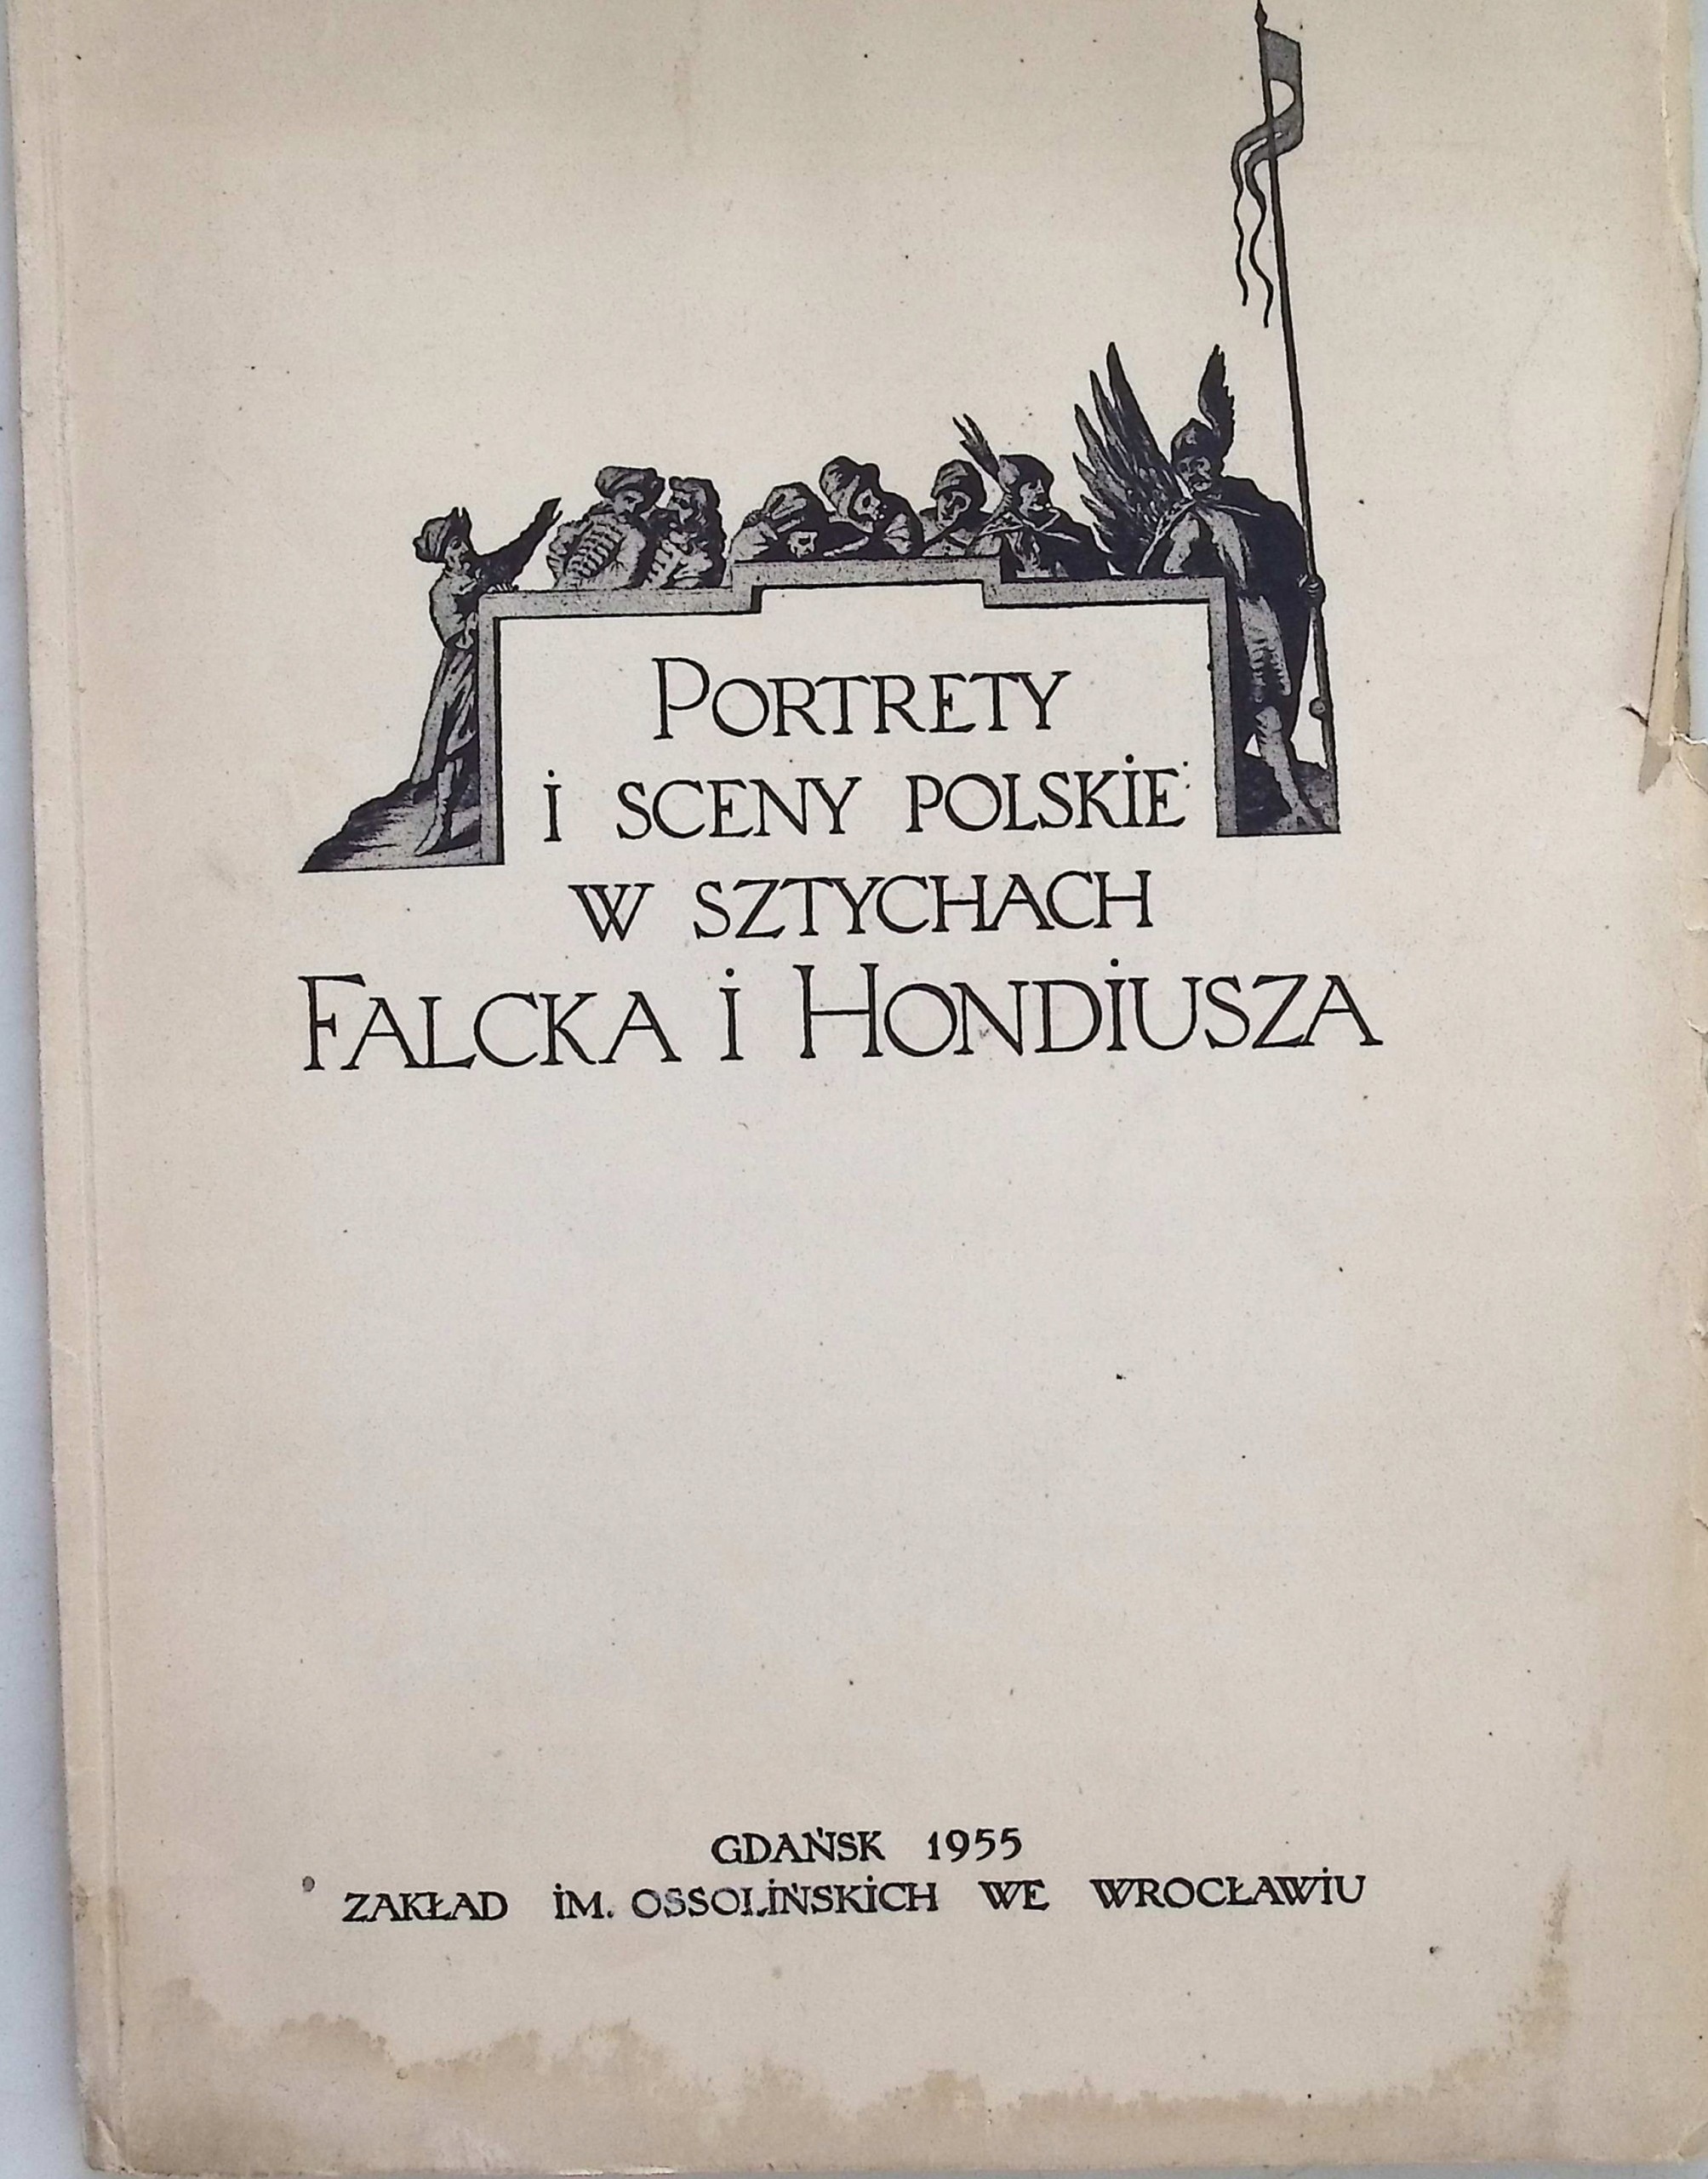 PORTRETY
I SCENY POLSKIE
W SZTYCHACH
FALCKA I HONDIUSZA
GDAŃSK 1955
ZAKŁAD IM. OSSOLIŃSKICH WE WROCŁAWIU